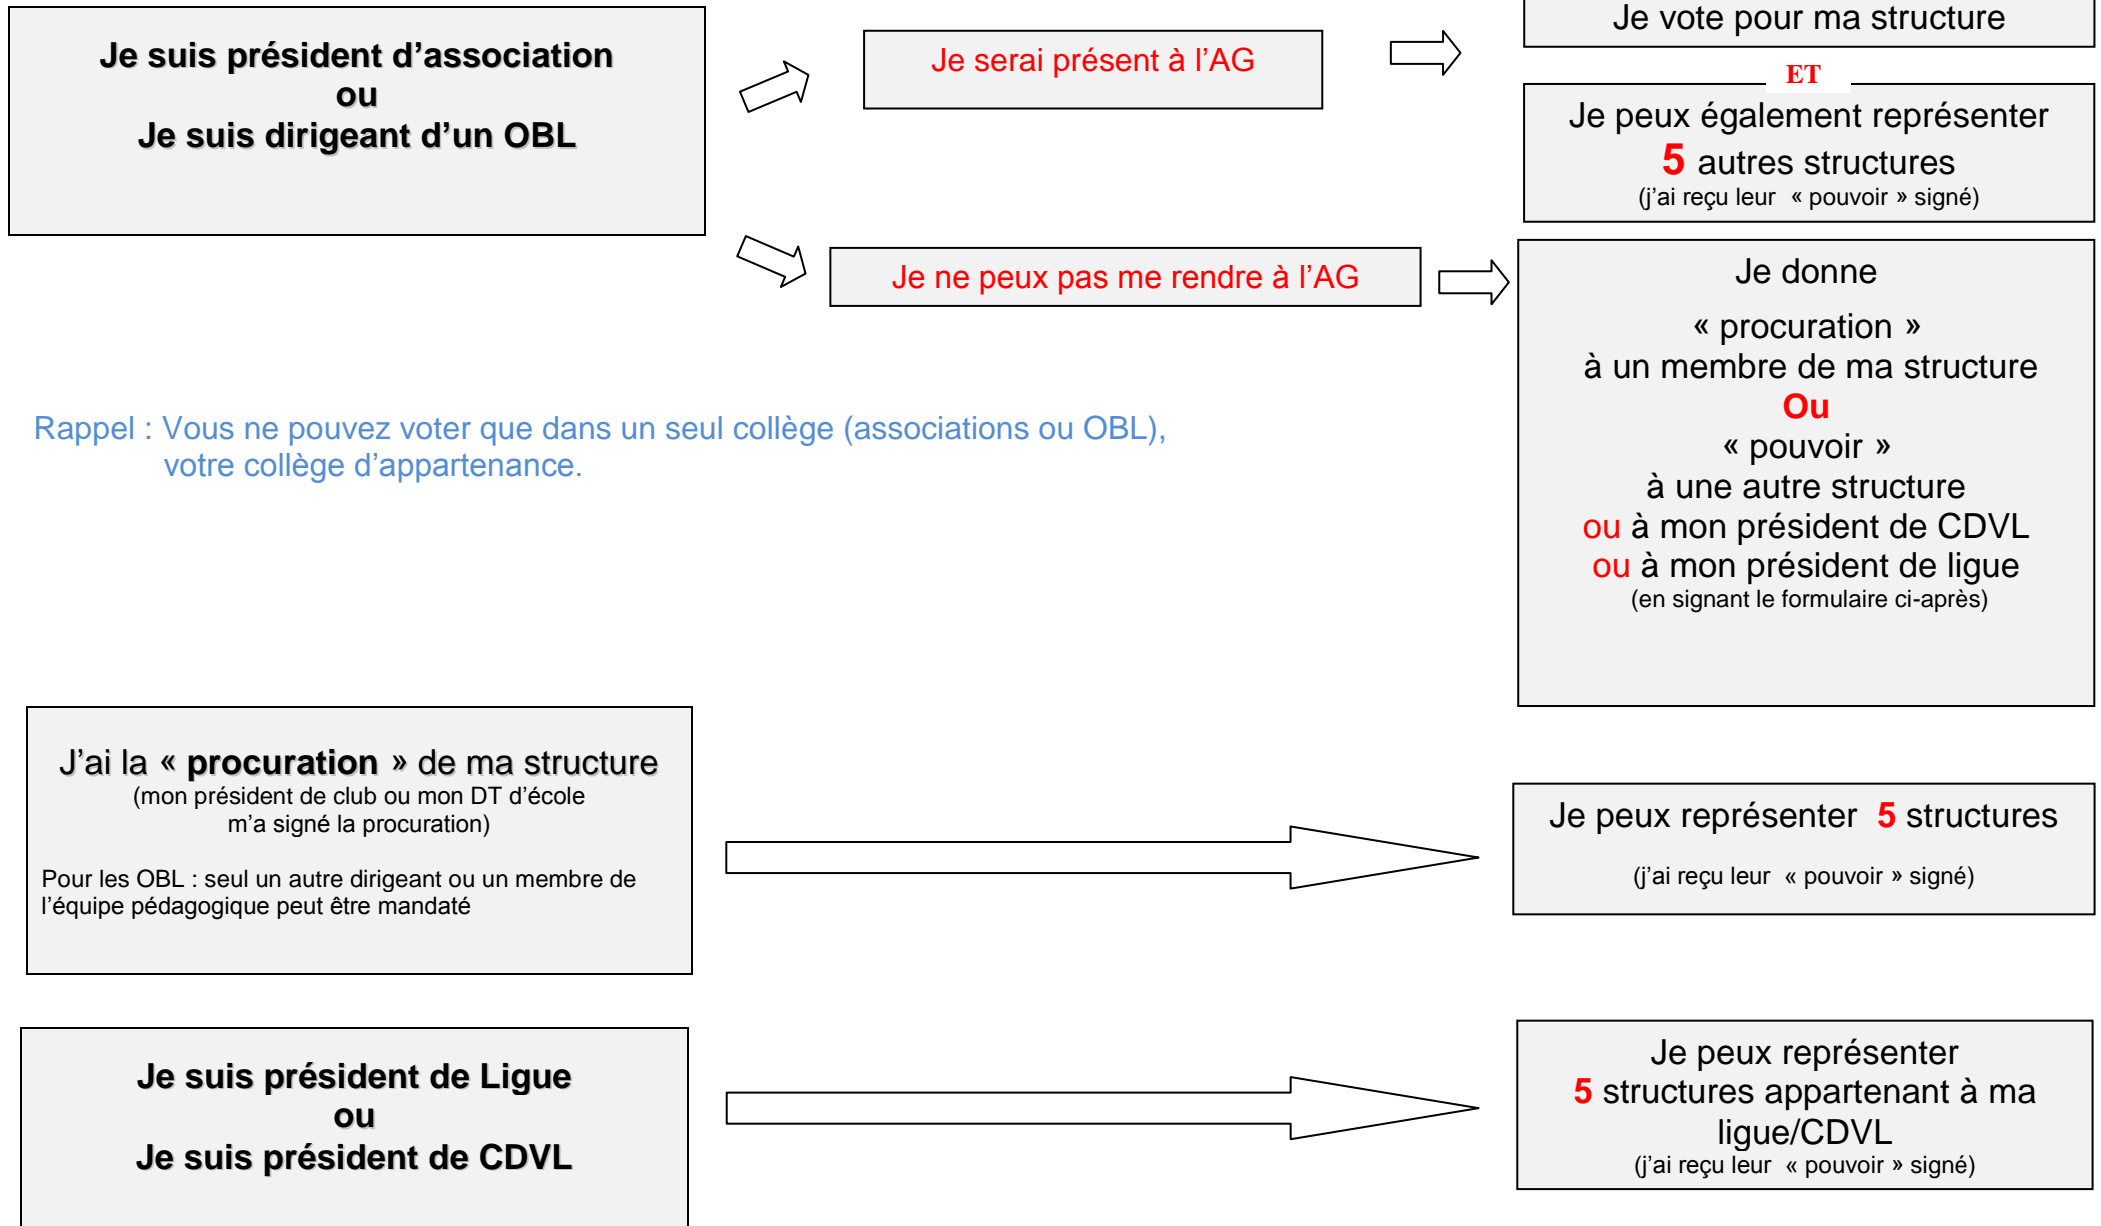 Je suis président d’association
ou
Je suis dirigeant d’un OBL
Je serai présent à l’AG
Je vote pour ma structure
ET
Je peux également représenter
5 autres structures
(j’ai reçu leur « pouvoir » signé)
Je ne peux pas me rendre à l’AG
Je donne
« procuration »
à un membre de ma structure
Ou
« pouvoir »
à une autre structure
ou à mon président de CDVL
ou à mon président de ligue
(en signant le formulaire ci-après)
Rappel : Vous ne pouvez voter que dans un seul collège (associations ou OBL),
votre collège d’appartenance.
J’ai la « procuration » de ma structure
(mon président de club ou mon DT d’école
m’a signé la procuration)
Pour les OBL : seul un autre dirigeant ou un membre de
l’équipe pédagogique peut être mandaté
Je peux représenter 5 structures
(j’ai reçu leur « pouvoir » signé)
Je suis président de Ligue
ou
Je suis président de CDVL
Je peux représenter
5 structures appartenant à ma
ligue/CDVL
(j’ai reçu leur « pouvoir » signé)